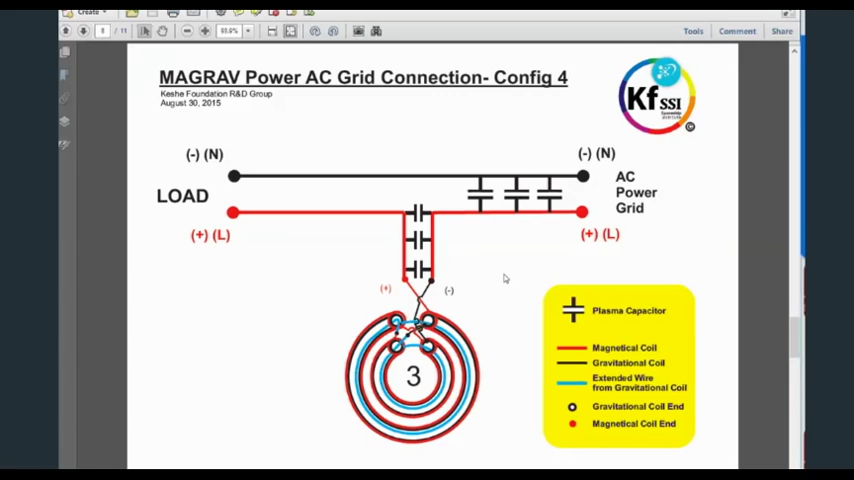 Create
8 / 11
Tools
Comment
Share
MAGRAV Power AC Grid Connection- Config 4
Keshe Foundation R&D Group
August 30, 2015
Kf SSI
©
(-) (N)
(-) (N)
LOAD
AC
Power
Grid
(+) (L)
(+) (L)
(+)
(-)
3
Plasma Capacitor
Magnetical Coil
Gravitational Coil
Extended Wire
from Gravitational Coil
Gravitational Coil End
Magnetical Coil End